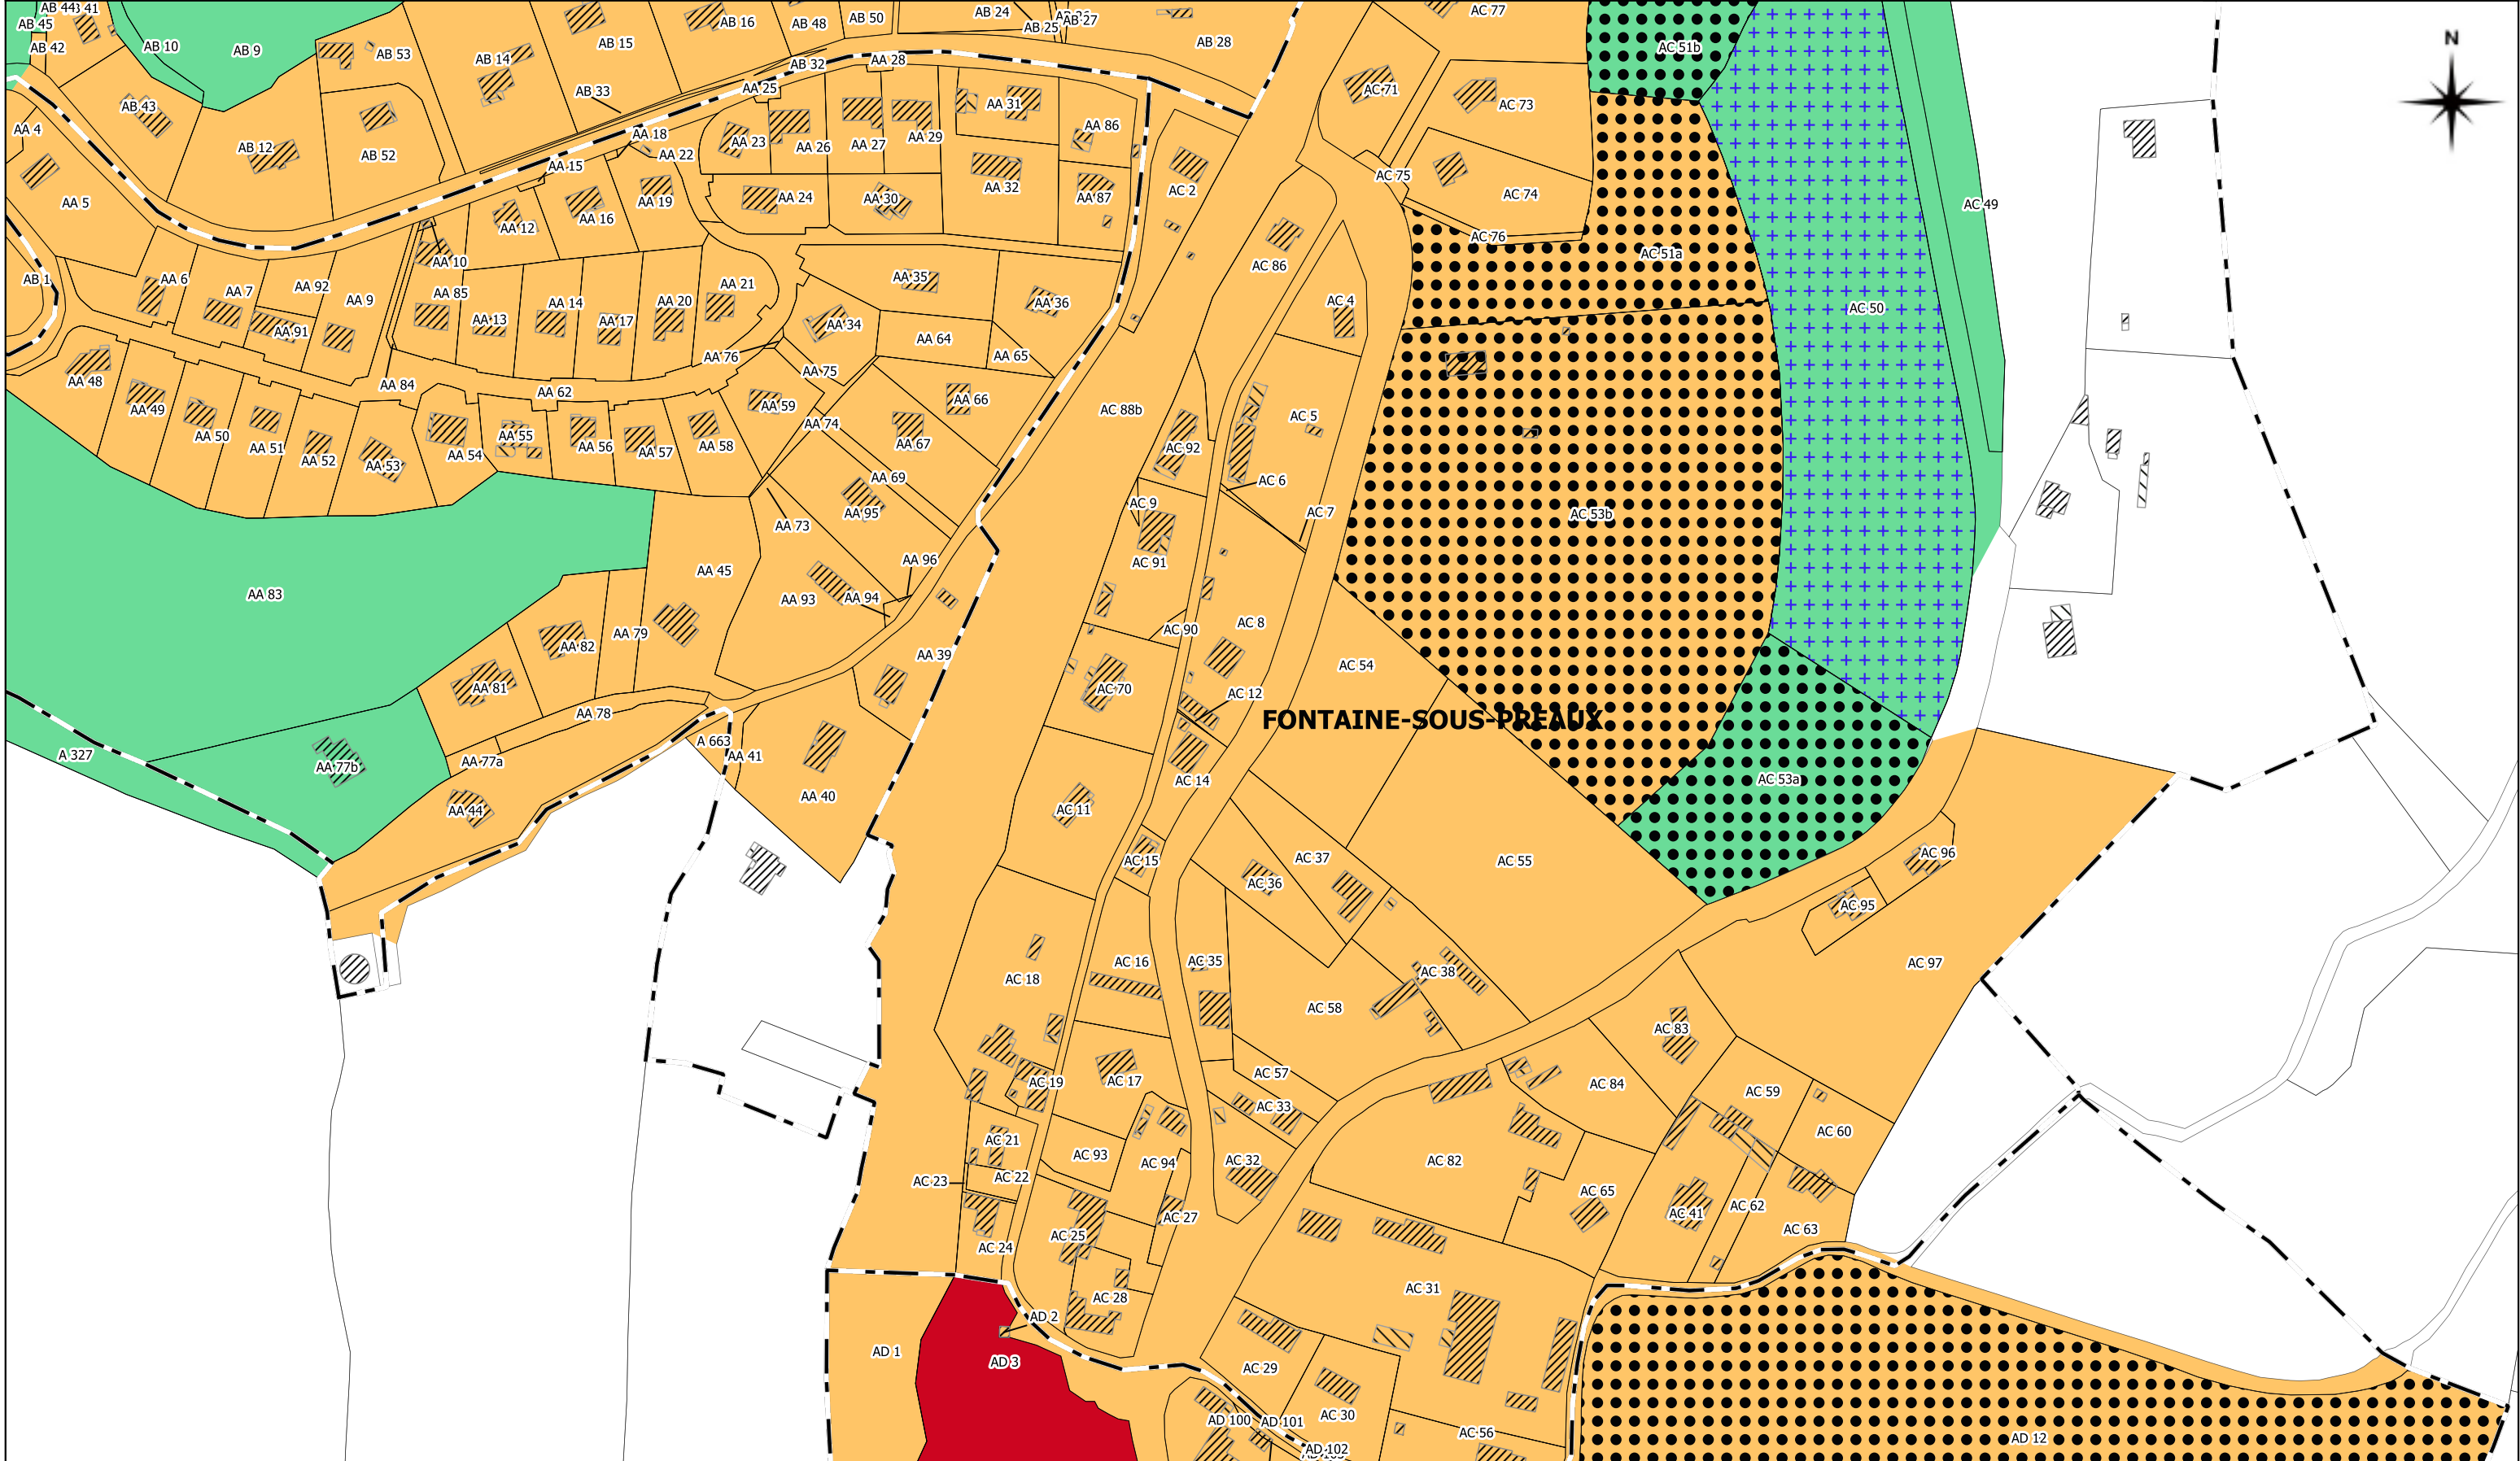 AB 44
AB 45
AB 42
AB 10
AB 9
AB 53
AB 14
AB 15
AB 16
AB 48
AB 50
AB 24
AB 25
AB 27
AB 28
AC 77
AC 51b
N
AB 43
AB 12
AB 52
AB 33
AB 32
AA 28
AA 25
AA 4
AA 5
AB 1
AA 18
AA 15
AA 22
AA 23
AA 26
AA 27
AA 29
AA 31
AA 86
AA 32
AA 87
AC 2
AC 71
AC 73
AC 75
AC 74
AC 76
AC 51a
AC 49
AC 50
AA 12
AA 16
AA 19
AA 24
AA 30
AA 10
AA 6
AA 7
AA 92
AA 9
AA 91
AA 85
AA 13
AA 14
AA 17
AA 20
AA 21
AA 35
AA 36
AA 34
AA 64
AA 65
AA 76
AA 75
AC 86
AC 4
AA 48
AA 49
AA 84
AA 62
AA 59
AA 66
AA 74
AA 67
AC 88b
AC 5
AC 92
AA 50
AA 51
AA 52
AA 53
AA 54
AA 55
AA 56
AA 57
AA 58
AA 69
AA 95
AA 73
AC 9
AC 6
AC 7
AC 53b
AC 91
AA 83
AA 45
AA 96
AA 93
AA 94
AA 82
AA 79
AA 39
AC 90
AC 8
AC 54
AA 81
AA 78
AC 70
AC 12
FONTAINE-SOUS-PREAUX
A 327
AA 77b
AA 77a
A 663
AA 41
AA 40
AA 44
AC 14
AC 11
AC 53a
AC 15
AC 37
AC 36
AC 55
AC 96
AC 95
AC 97
AC 18
AC 16
AC 35
AC 58
AC 38
AC 83
AC 19
AC 17
AC 57
AC 33
AC 84
AC 59
AC 60
AC 21
AC 93
AC 94
AC 32
AC 82
AC 23
AC 22
AC 65
AC 41
AC 62
AC 63
AC 24
AC 25
AC 27
AC 28
AC 31
AD 2
AD 1
AD 3
AC 29
AC 30
AC 56
AD 100
AD 101
AD 102
AD 12